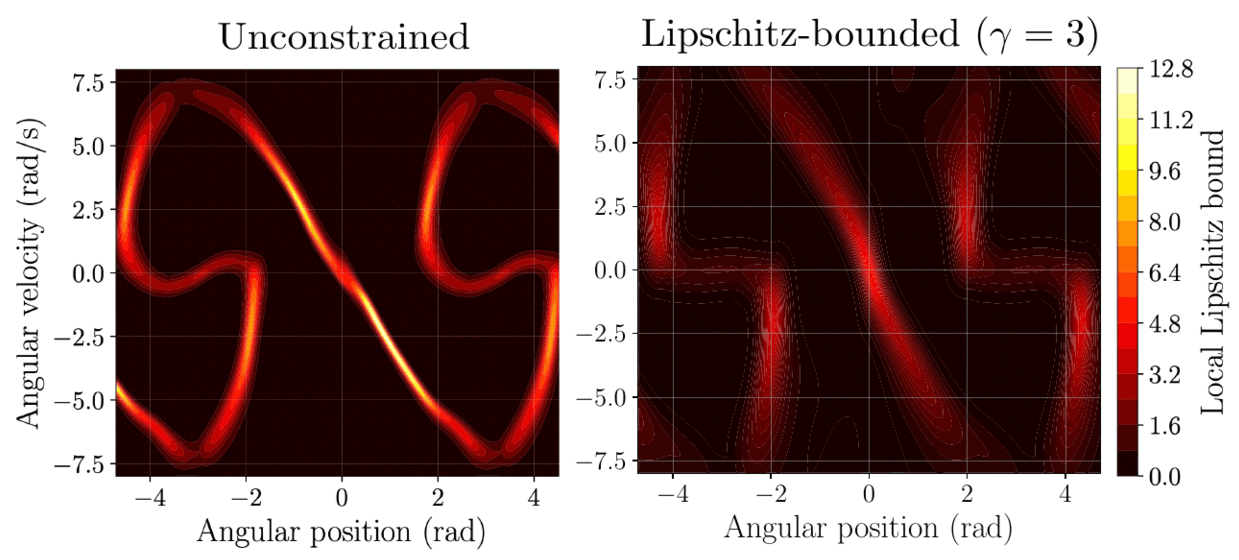 Unconstrained
Lipschitz-bounded (γ = 3)
7.5
5.0
2.5
0.0
−2.5
−5.0
−7.5
Angular velocity (rad/s)
−4 −2 0 2 4
Angular position (rad)
7.5
5.0
2.5
0.0
−2.5
−5.0
−7.5
−4 −2 0 2 4
Angular position (rad)
12.8
11.2
9.6
8.0
6.4
4.8
3.2
1.6
0.0
Local Lipschitz bound